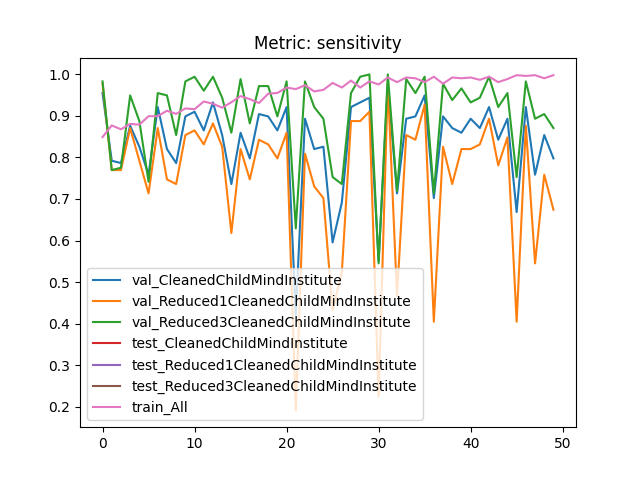 Metric: sensitivity
1.0
0.9
0.8
0.7
0.6
0.5
0.4
0.3
0.2
val_CleanedChildMindInstitute
val_Reduced1CleanedChildMindInstitute
val_Reduced3CleanedChildMindInstitute
test_CleanedChildMindInstitute
test_Reduced1CleanedChildMindInstitute
test_Reduced3CleanedChildMindInstitute
train_All
0 10 20 30 40 50